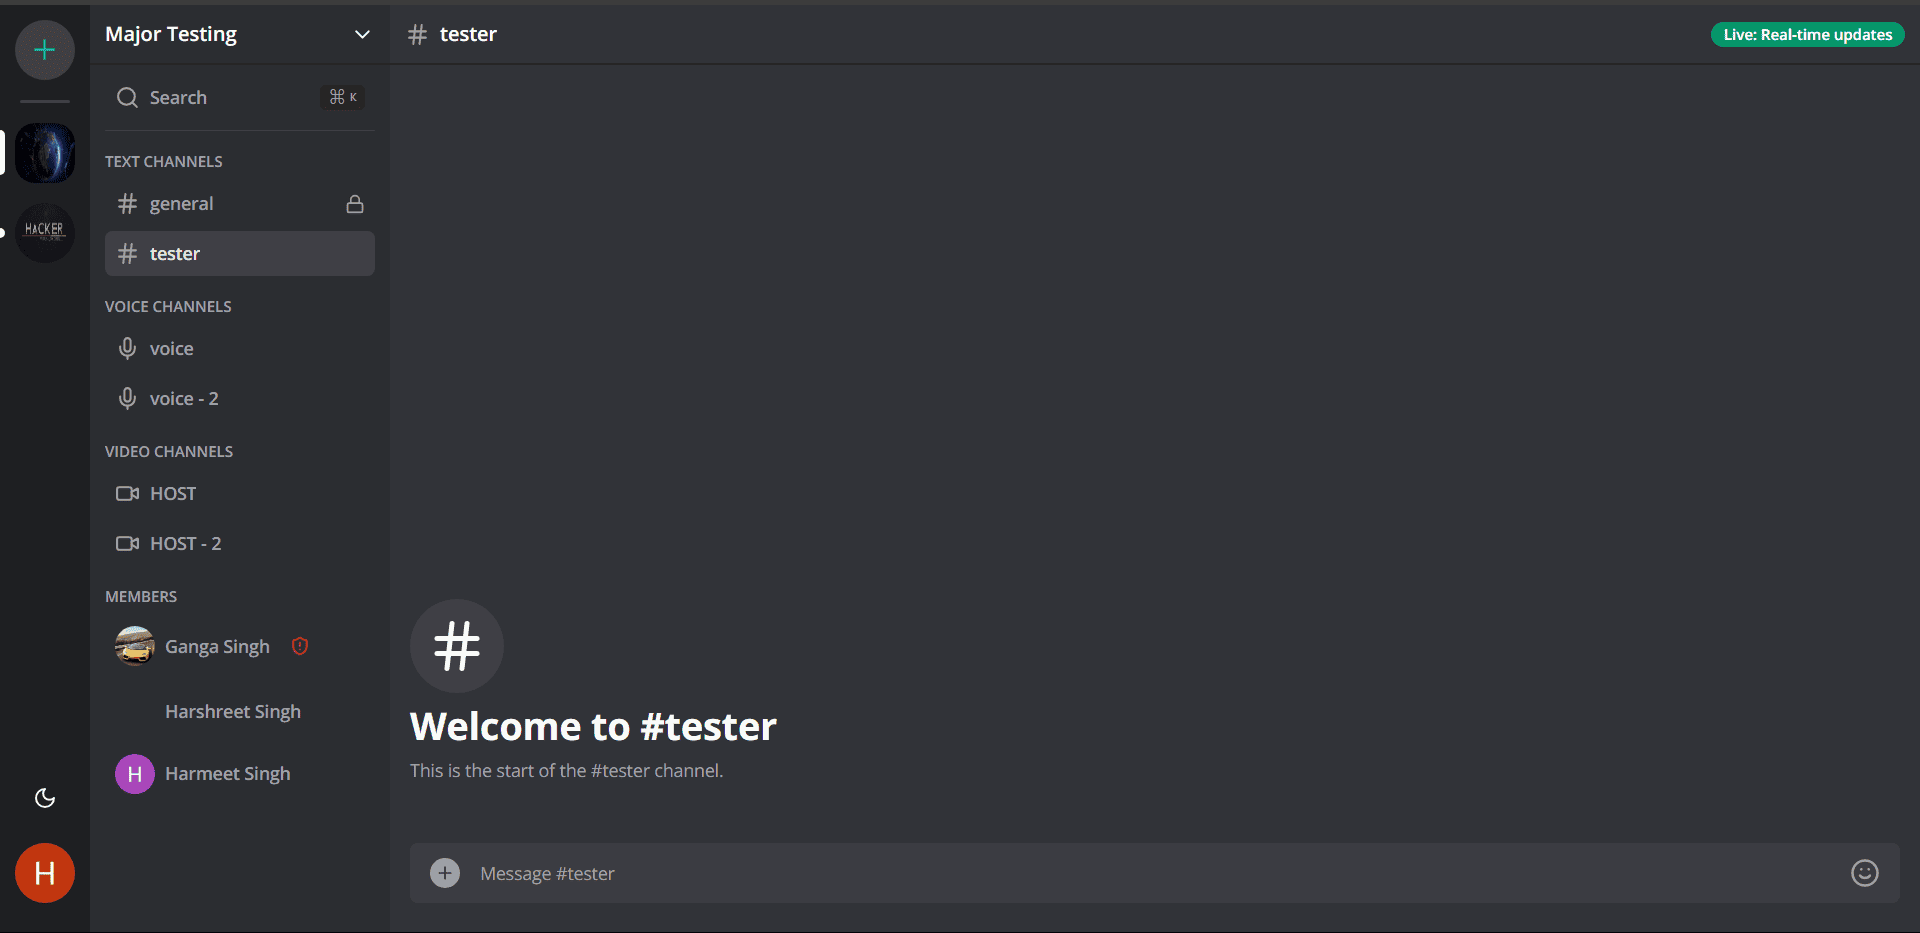 Major Testing
Search
⌘ K
TEXT CHANNELS
general
tester
VOICE CHANNELS
voice
voice - 2
VIDEO CHANNELS
HOST
HOST - 2
MEMBERS
Ganga Singh
Harshreet Singh
H
Harmeet Singh
HACKER
H
# tester
Live: Real-time updates
#
Welcome to #tester
This is the start of the #tester channel.
Message #tester